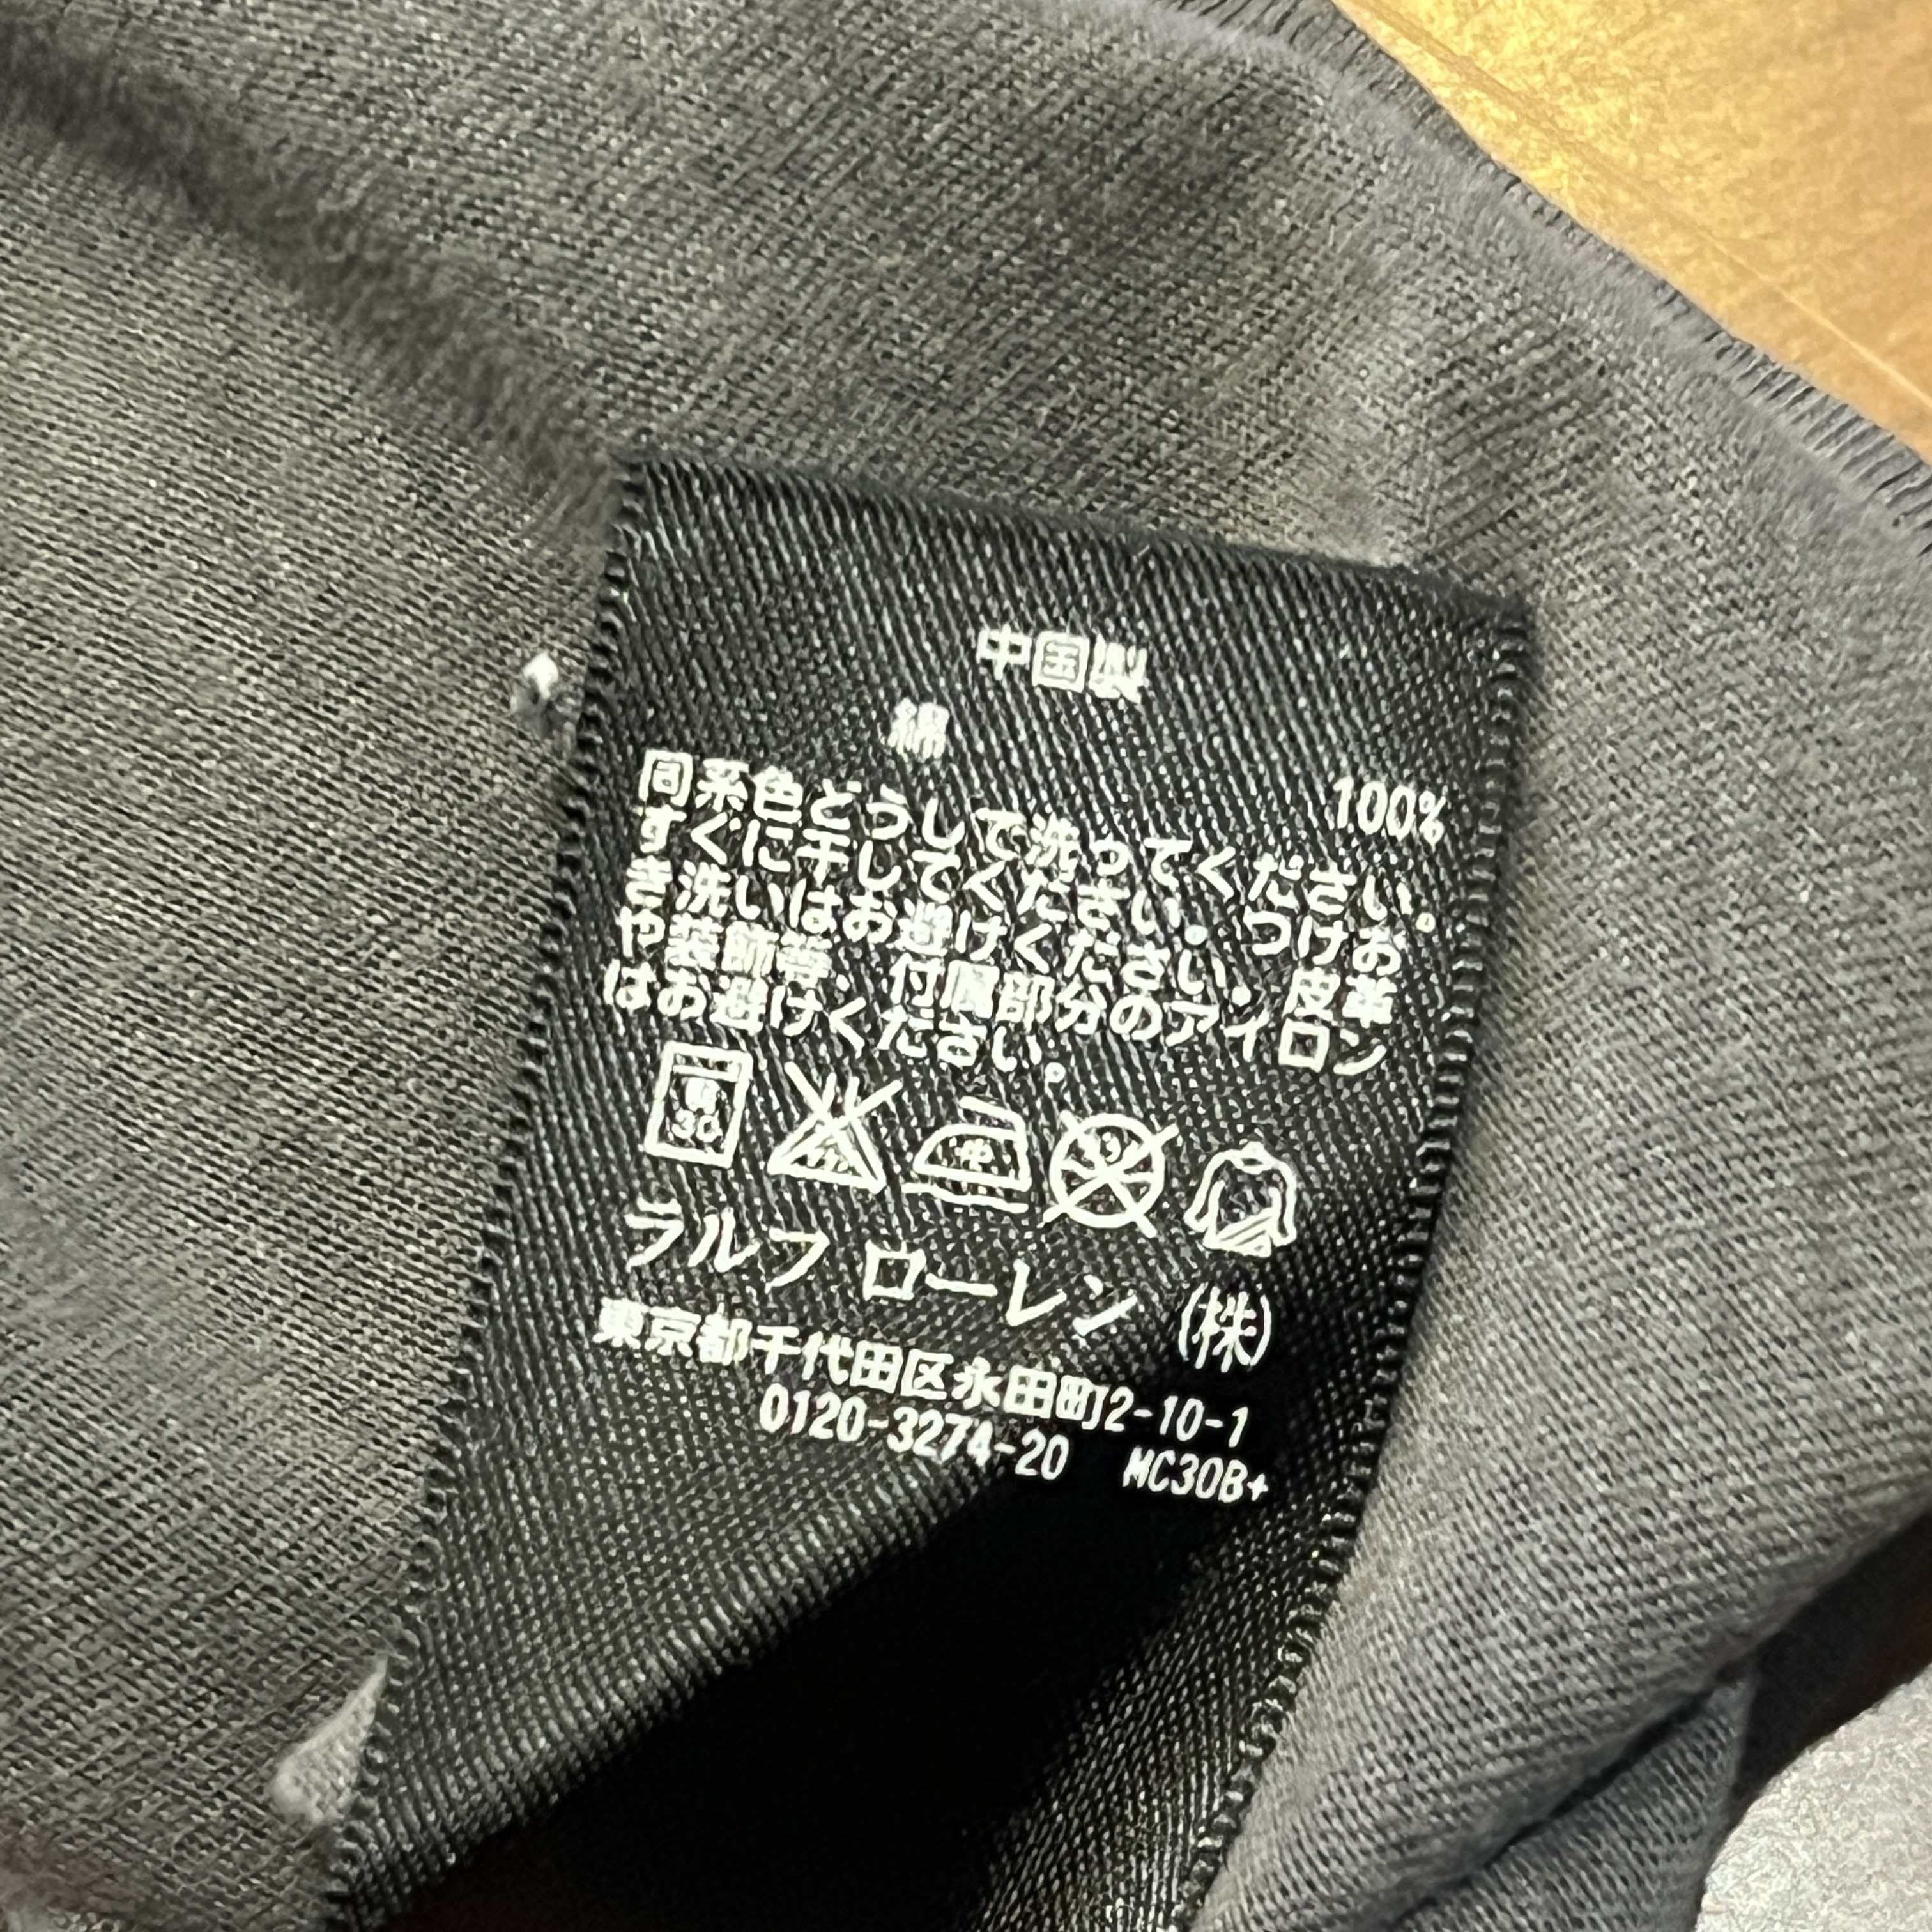 中国製
綿 100%
同系色どうしで洗ってください。
すぐに干してください。つけお
き洗いはお避けください。皮革
や装飾等、付属部分のアイロン
はお避けください。
弱 30 中
ラルフ ローレン (株)
東京都千代田区永田町2-10-1
0120-3274-20 MC30B+